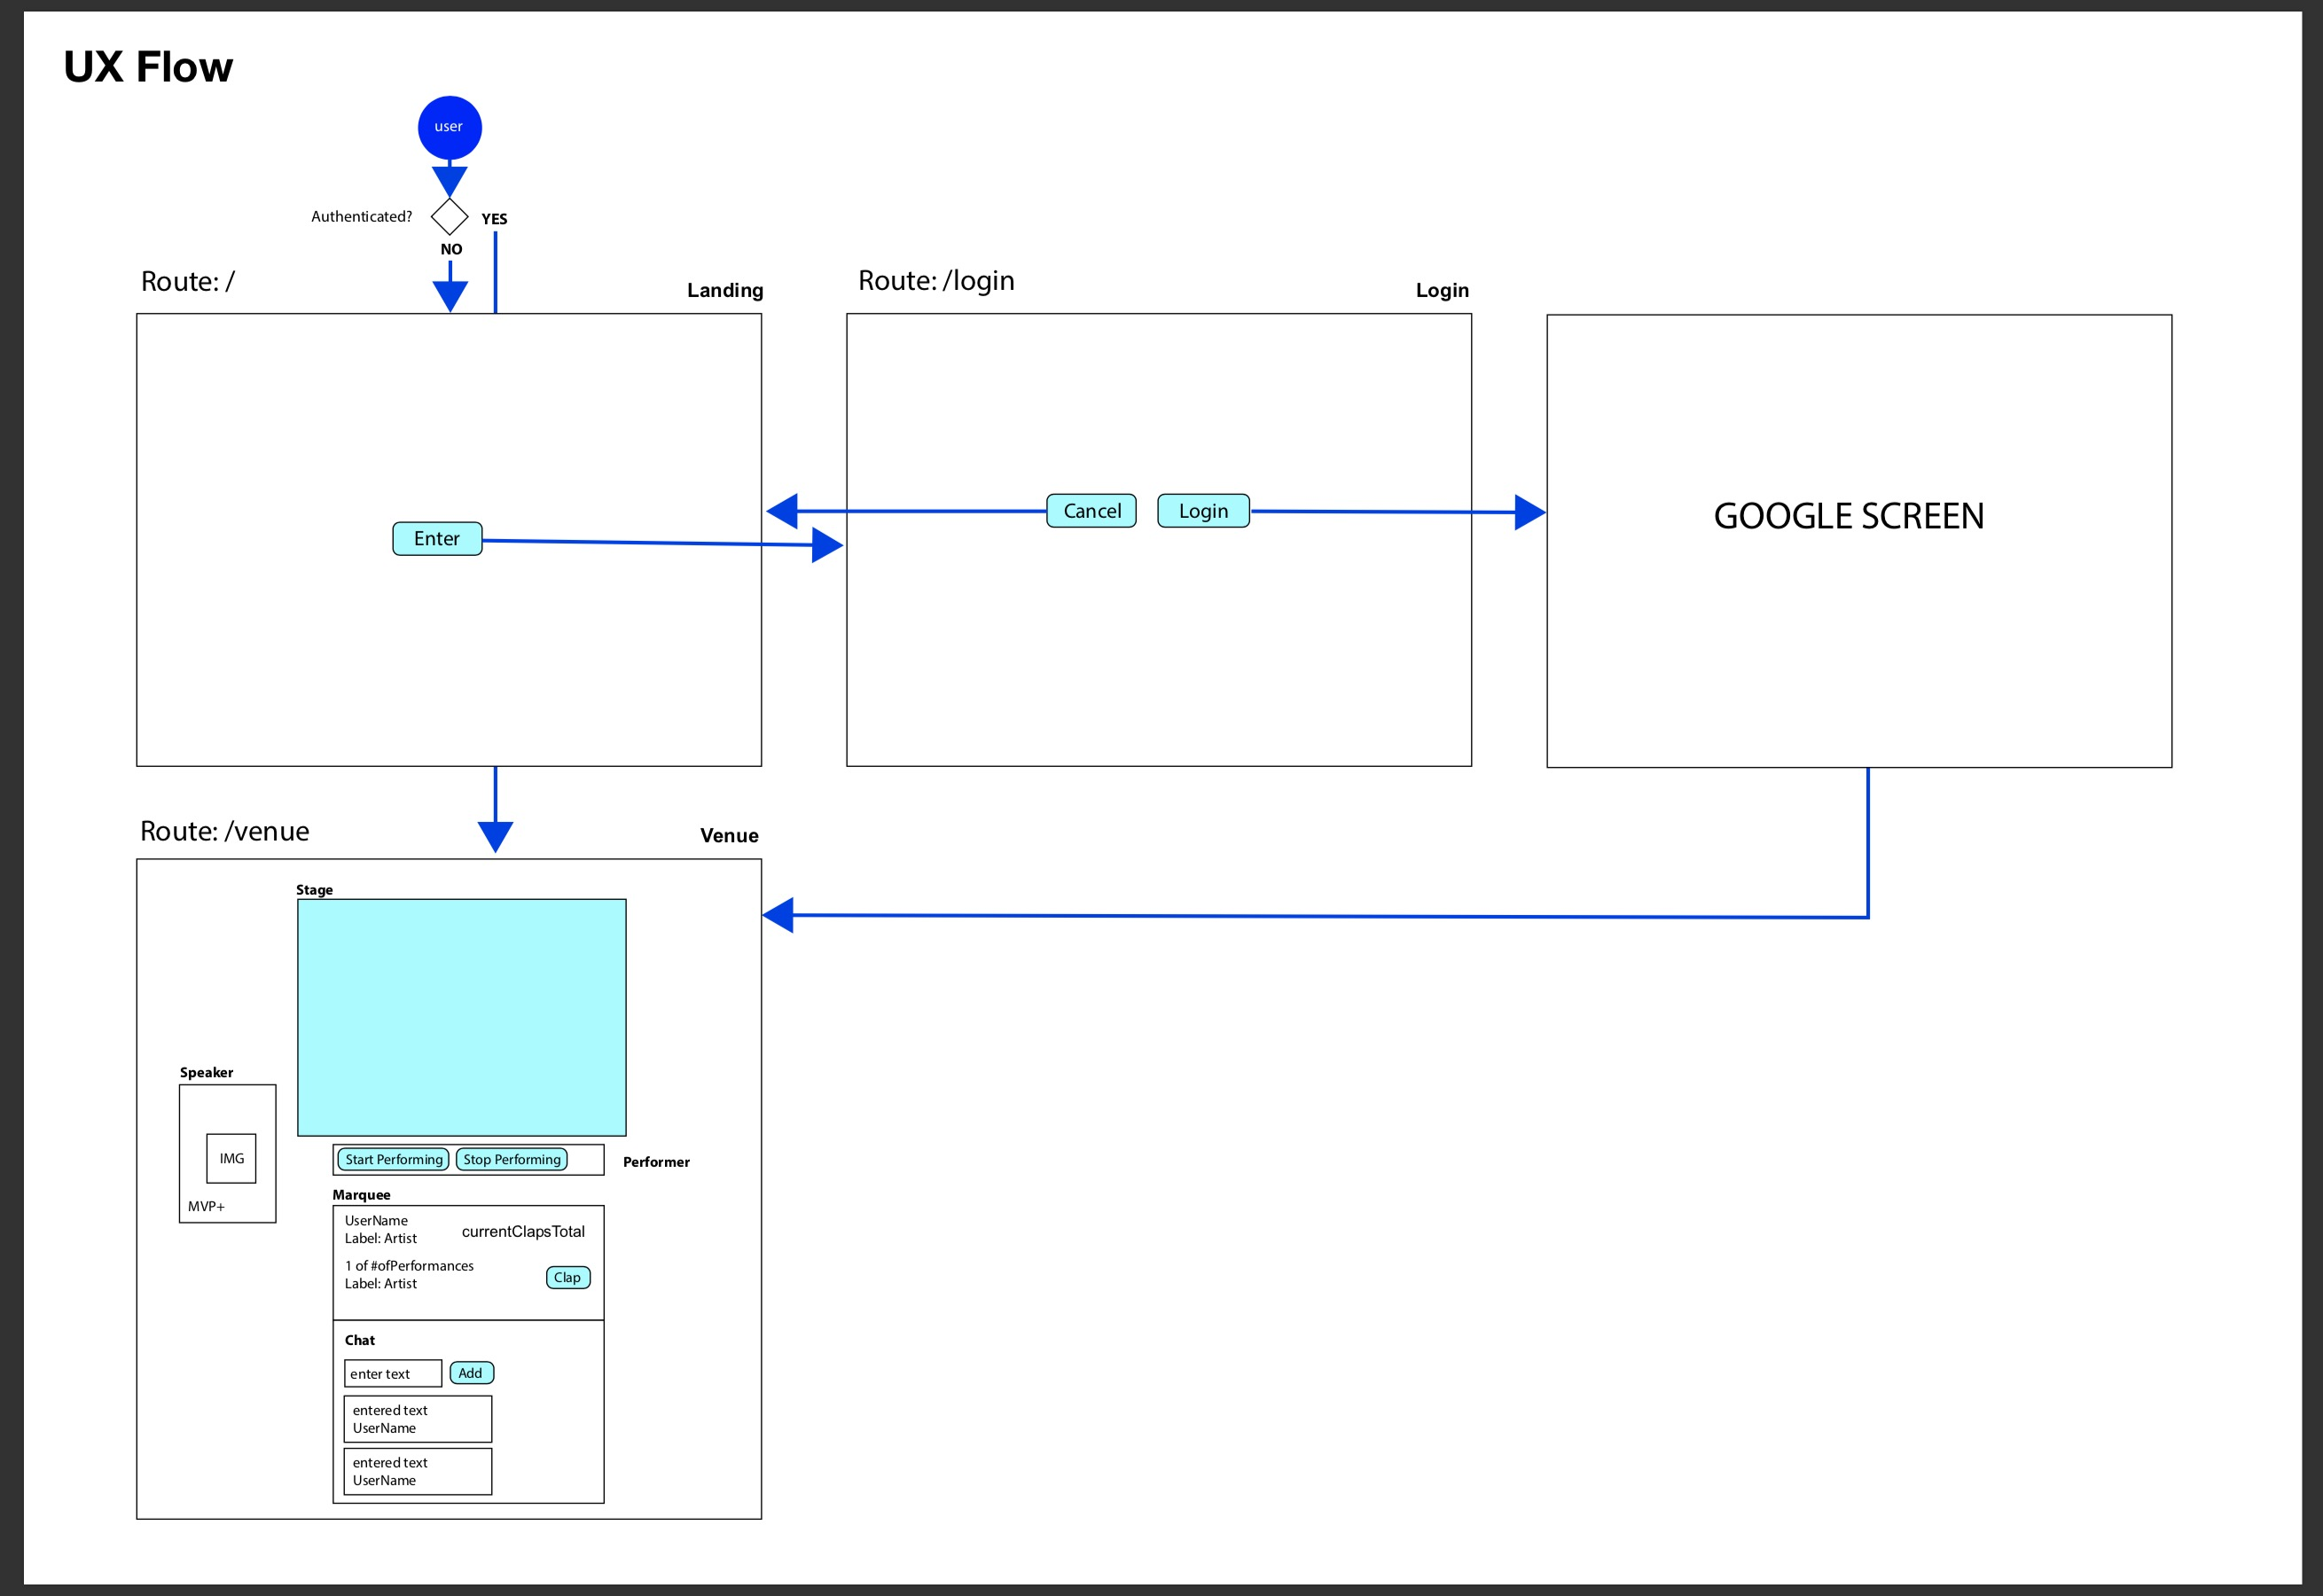 UX Flow
user
Authenticated?
YES
NO
Route: /
Landing
Route: /login
Login
Enter
Cancel
Login
GOOGLE SCREEN
Route: /venue
Venue
Stage
Speaker
IMG
MVP+
Start Performing
Stop Performing
Performer
Marquee
UserName
Label: Artist
currentClapsTotal
1 of #ofPerformances
Label: Artist
Clap
Chat
enter text
Add
entered text
UserName
entered text
UserName